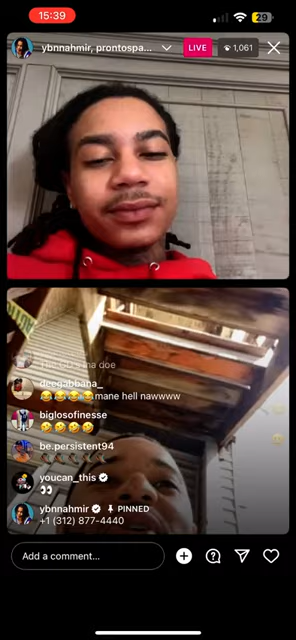 15:39
29
ybnnahmir, prontospa...
LIVE
1,061
deegabbana_
😂😂😂😂mane hell nawwww
biglosofinesse
🤣🤣🤣🤣
be.persistent94
youcan_this
👀
ybnnahmir PINNED
+1 (312) 877-4440
Add a comment...